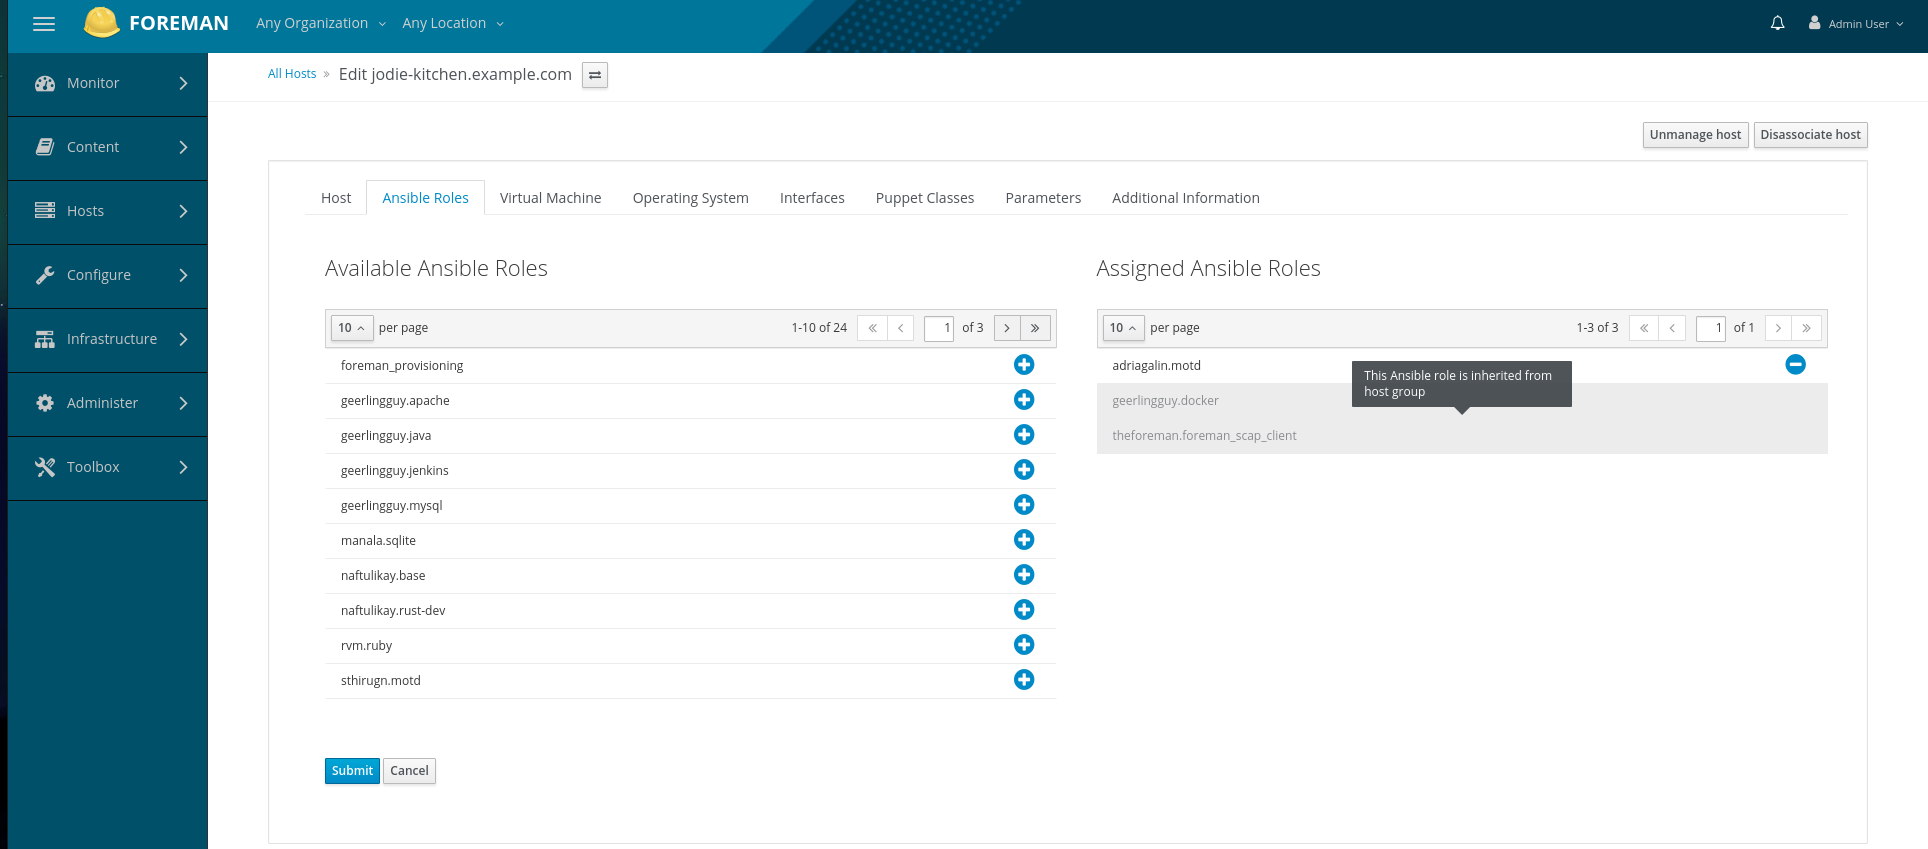 FOREMAN Any Organization Any Location Admin User
Monitor
Content
Hosts
Configure
Infrastructure
Administer
Toolbox
All Hosts » Edit jodie-kitchen.example.com
Unmanage host Disassociate host
Host Ansible Roles Virtual Machine Operating System Interfaces Puppet Classes Parameters Additional Information
Available Ansible Roles
10 per page 1-10 of 24 « ‹ 1 of 3 › »
foreman_provisioning
geerlingguy.apache
geerlingguy.java
geerlingguy.jenkins
geerlingguy.mysql
manala.sqlite
naftulikay.base
naftulikay.rust-dev
rvm.ruby
sthirugn.motd
Assigned Ansible Roles
10 per page 1-3 of 3 « ‹ 1 of 1 › »
adriagalin.motd
This Ansible role is inherited from
host group
geerlingguy.docker
theforeman.foreman_scap_client
Submit Cancel